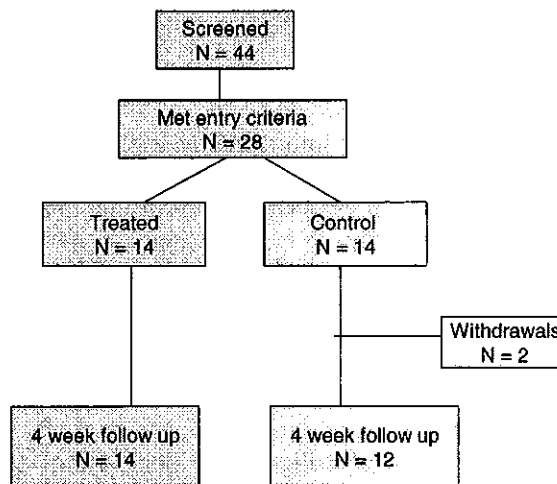 Screened
N = 44
Met entry criteria
N = 28
Treated
N = 14
Control
N = 14
Withdrawals
N = 2
4 week follow up
N = 14
4 week follow up
N = 12